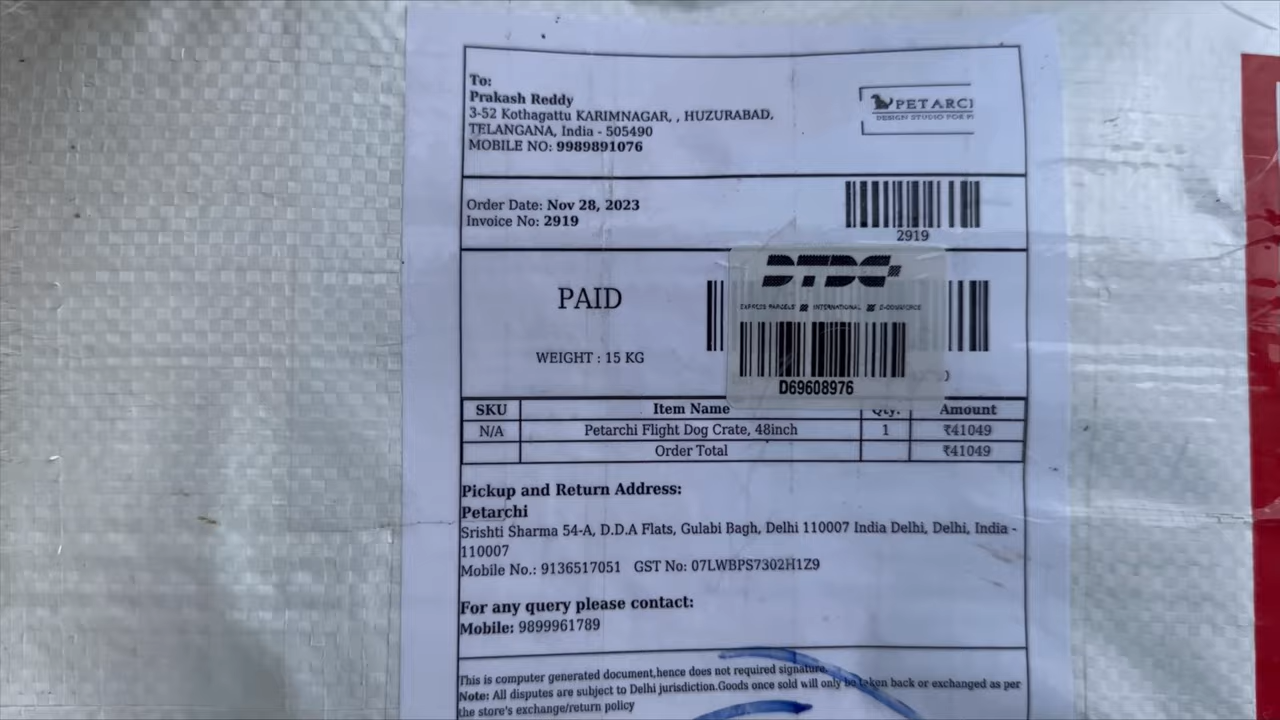 To:
Prakash Reddy
3-52 Kothagattu KARIMNAGAR, , HUZURABAD,
TELANGANA, India - 505490
MOBILE NO: 9989891076
PETARCI
DESIGN STUDIO FOR
Order Date: Nov 28, 2023
Invoice No: 2919
2919
PAID
WEIGHT : 15 KG
DTDC
EXPRESS PARCELS INTERNATIONAL E-COMMERCE
D69608976
SKU Item Name Qty. Amount
N/A Petarchi Flight Dog Crate, 48inch 1 ₹41049
Order Total ₹41049
Pickup and Return Address:
Petarchi
Srishti Sharma 54-A, D.D.A Flats, Gulabi Bagh, Delhi 110007 India Delhi, Delhi, India -
110007
Mobile No.: 9136517051 GST No: 07LWBPS7302H1Z9
For any query please contact:
Mobile: 9899961789
This is computer generated document,hence does not required signature.
Note: All disputes are subject to Delhi jurisdiction.Goods once sold will only be taken back or exchanged as per
the store's exchange/return policy